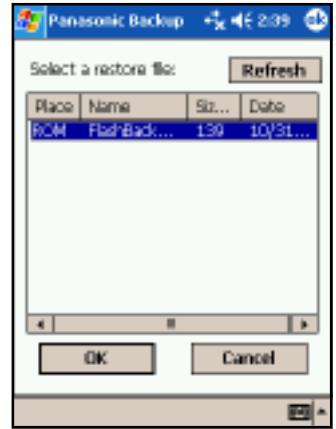 Panasonic Backup 2:39 ok
Select a restore file: Refresh
Place Name Siz... Date
ROM FlashBack... 139 10/31...
OK Cancel